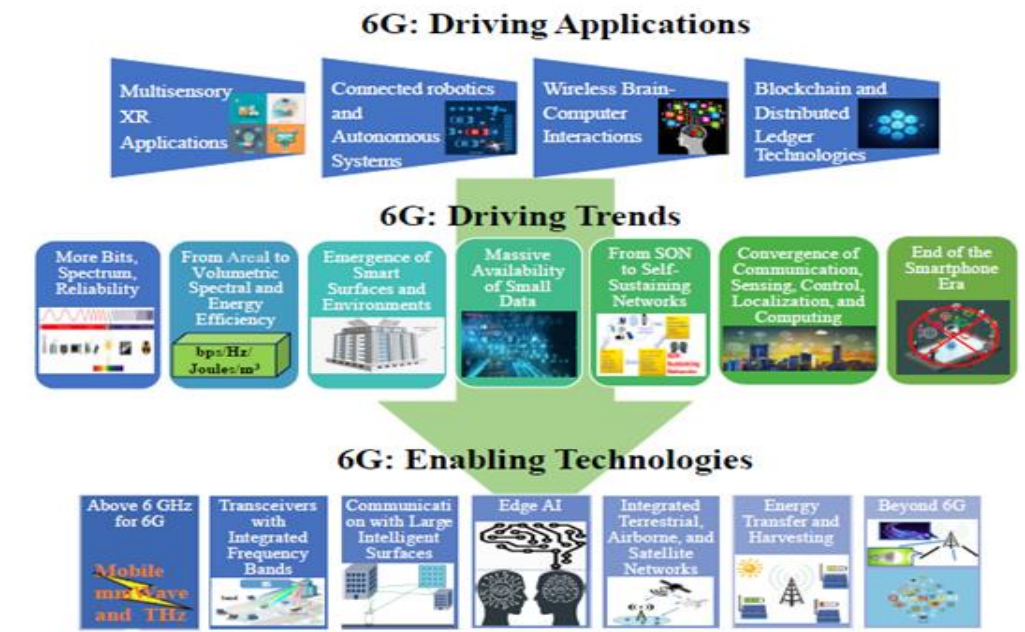 6G: Driving Applications
Multisensory
XR
Applications
Connected robotics
and
Autonomous
Systems
Wireless Brain-
Computer
Interactions
Blockchain and
Distributed
Ledger
Technologies
6G: Driving Trends
More Bits,
Spectrum,
Reliability
From Areal to
Volumetric
Spectral and
Energy
Efficiency
bps/Hz/
Joules/m³
Emergence of
Smart
Surfaces and
Environments
Massive
Availability
of Small
Data
From SON
to Self-
Sustaining
Networks
Convergence of
Communication,
Sensing, Control,
Localization, and
Computing
End of the
Smartphone
Era
6G: Enabling Technologies
Above 6 GHz
for 6G
Mobile
mmWave
and THz
Transceivers
with
Integrated
Frequency
Bands
Communicati
on with Large
Intelligent
Surfaces
Edge AI
Integrated
Terrestrial,
Airborne, and
Satellite
Networks
Energy
Transfer and
Harvesting
Beyond 6G